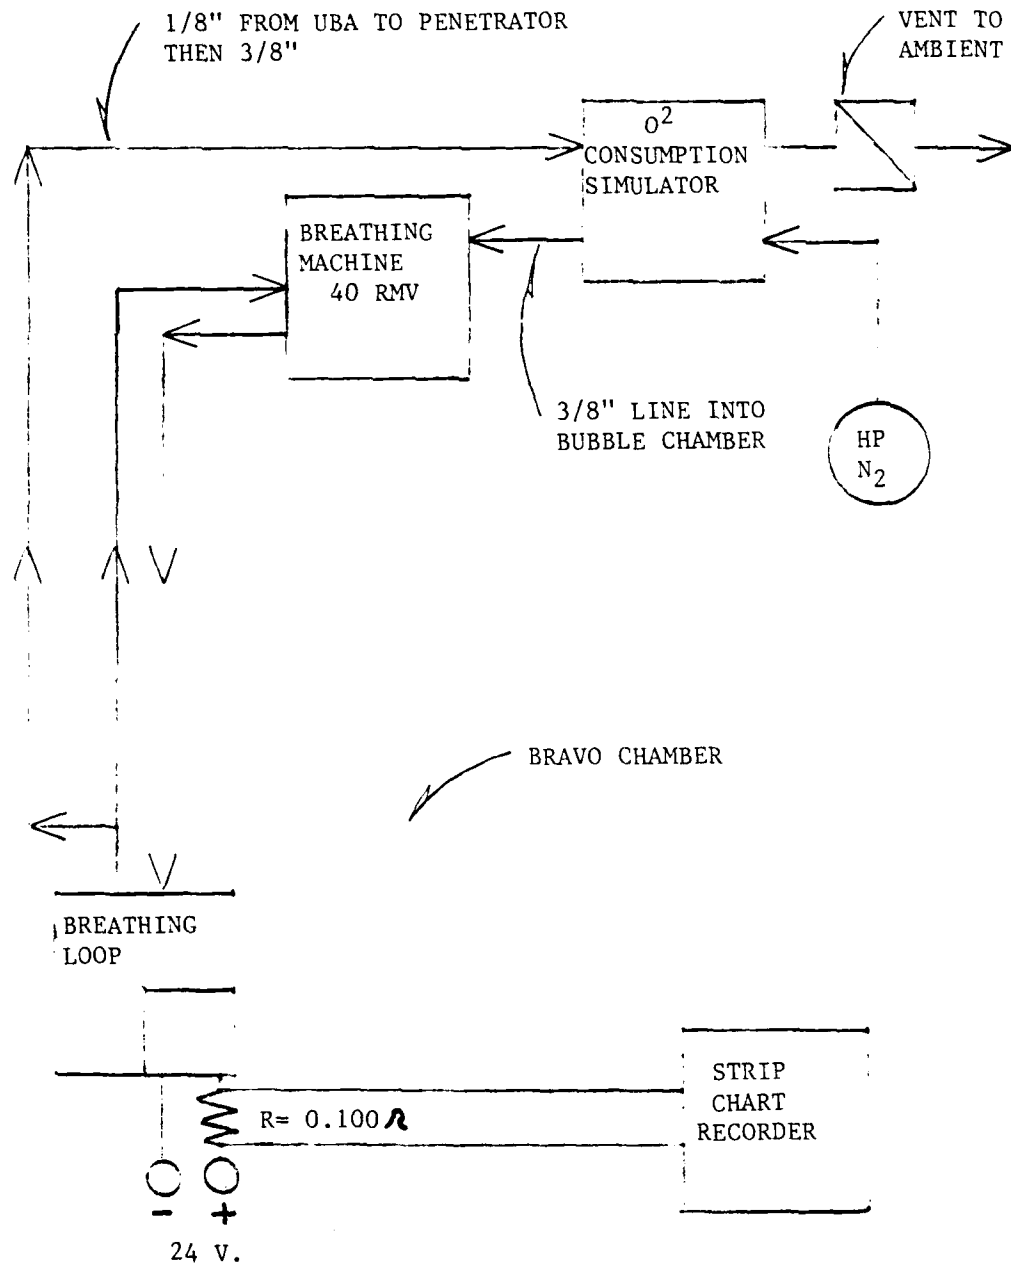 1/8" FROM UBA TO PENETRATOR
THEN 3/8"
VENT TO
AMBIENT
O2
CONSUMPTION
SIMULATOR
BREATHING
MACHINE
40 RMV
3/8" LINE INTO
BUBBLE CHAMBER
HP
N2
BRAVO CHAMBER
BREATHING
LOOP
R= 0.100Ω
STRIP
CHART
RECORDER
- +
24 V.